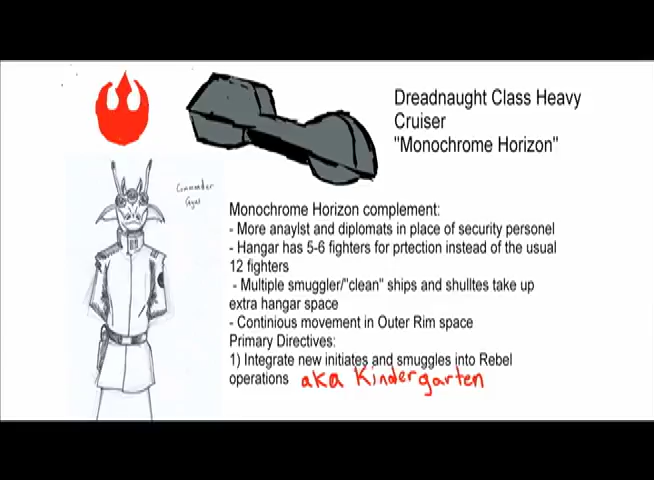 Dreadnaught Class Heavy
Cruiser
"Monochrome Horizon"
Commander
Monochrome Horizon complement:
- More anaylst and diplomats in place of security personel
- Hangar has 5-6 fighters for prtection instead of the usual
12 fighters
- Multiple smuggler/"clean" ships and shulltes take up
extra hangar space
- Continious movement in Outer Rim space
Primary Directives:
1) Integrate new initiates and smuggles into Rebel
operations aka Kindergarten